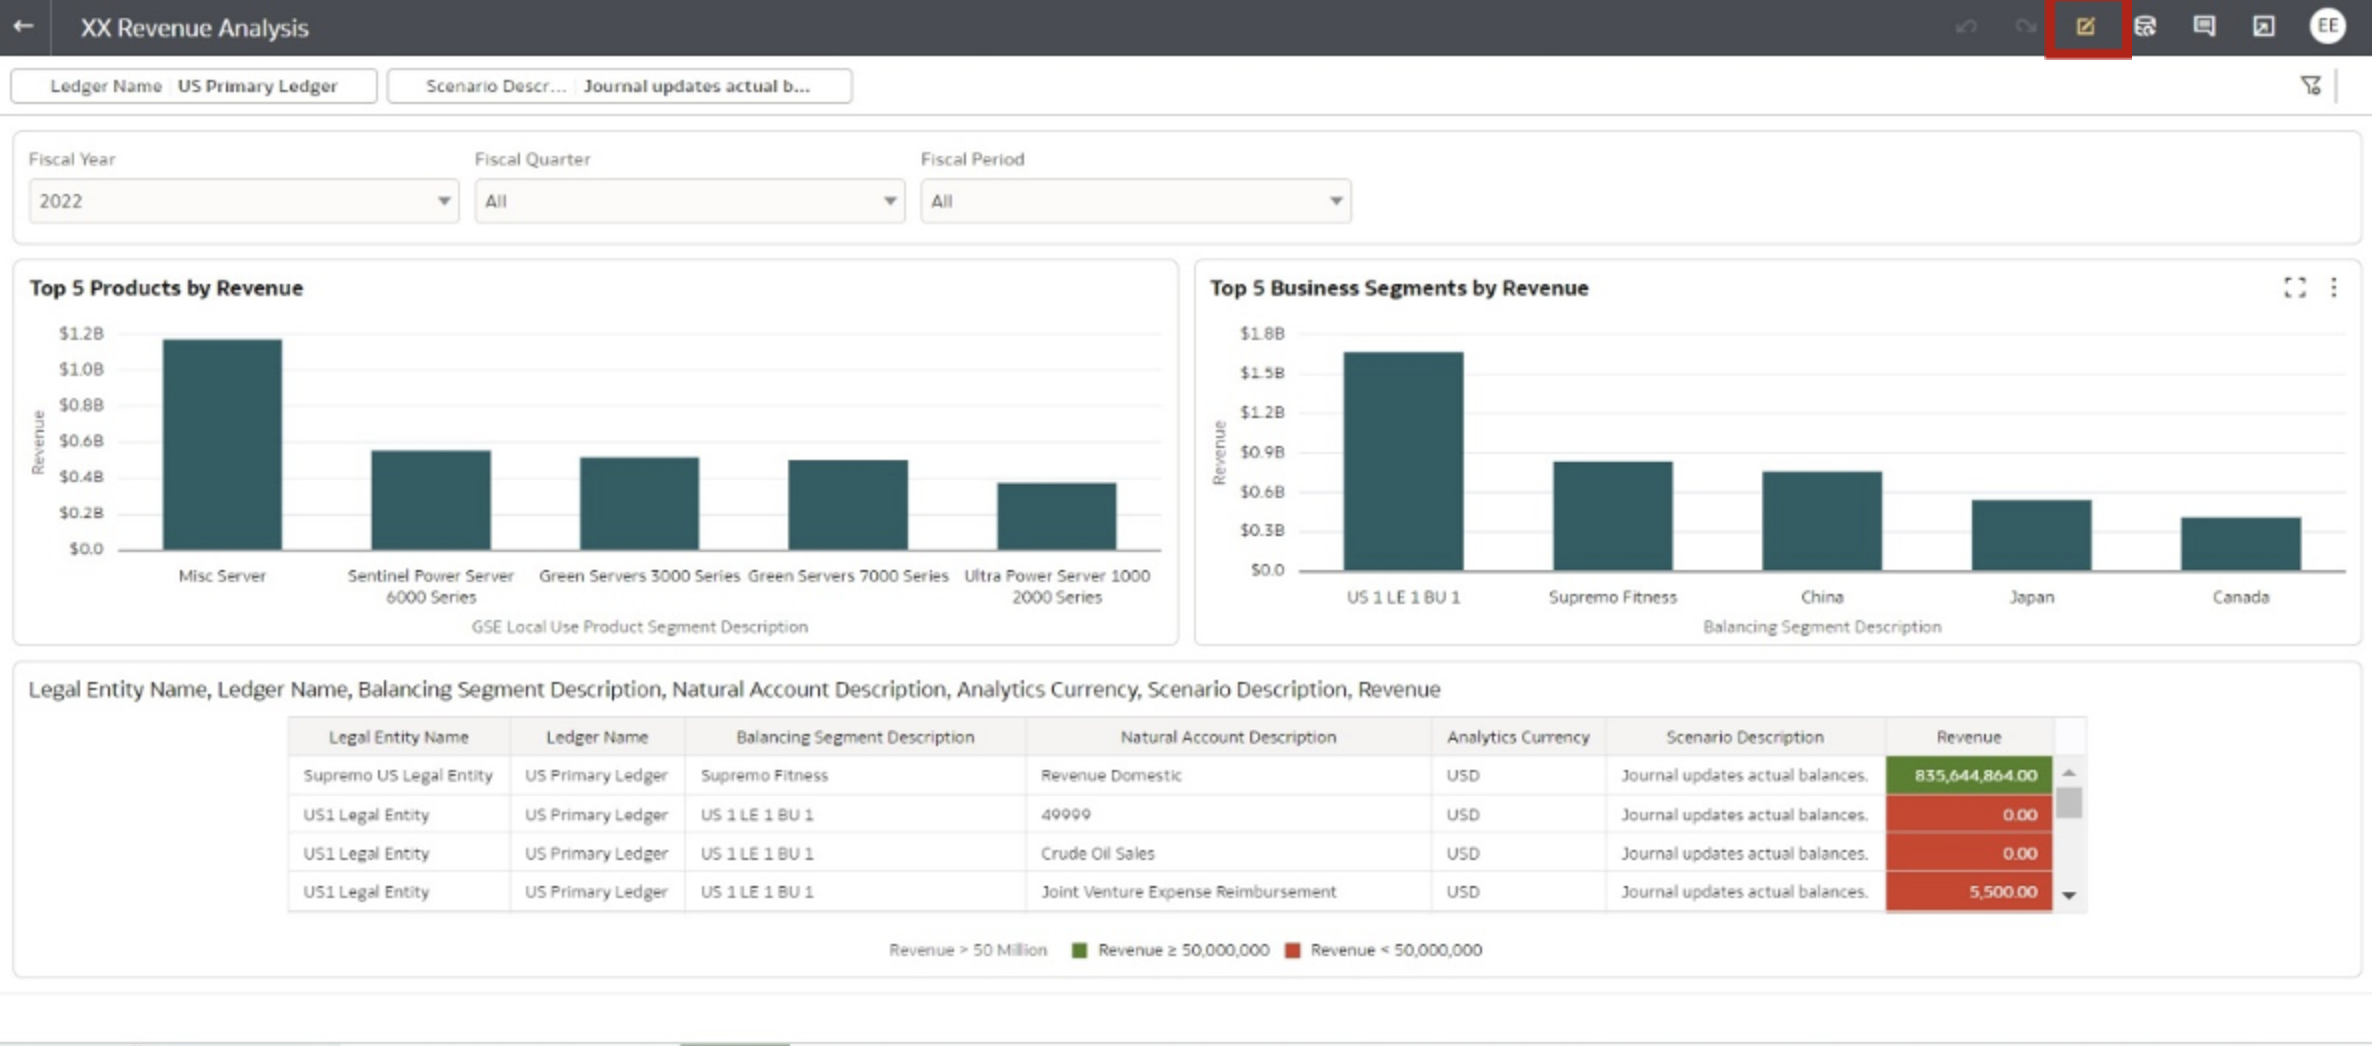 XX Revenue Analysis
EE
Ledger Name US Primary Ledger
Scenario Descr... Journal updates actual b...
Fiscal Year
Fiscal Quarter
Fiscal Period
2022
All
All
Top 5 Products by Revenue
$1.2B
$1.0B
$0.8B
$0.6B
$0.4B
$0.2B
$0.0
Revenue
Misc Server
Sentinel Power Server
6000 Series
Green Servers 3000 Series
Green Servers 7000 Series
Ultra Power Server 1000
2000 Series
GSE Local Use Product Segment Description
Top 5 Business Segments by Revenue
$1.8B
$1.5B
$1.2B
$0.9B
$0.6B
$0.3B
$0.0
Revenue
US 1 LE 1 BU 1
Supremo Fitness
China
Japan
Canada
Balancing Segment Description
Legal Entity Name, Ledger Name, Balancing Segment Description, Natural Account Description, Analytics Currency, Scenario Description, Revenue
Legal Entity Name Ledger Name Balancing Segment Description Natural Account Description Analytics Currency Scenario Description Revenue
Supremo US Legal Entity US Primary Ledger Supremo Fitness Revenue Domestic USD Journal updates actual balances. 835,644,864.00
US1 Legal Entity US Primary Ledger US 1 LE 1 BU 1 49999 USD Journal updates actual balances. 0.00
US1 Legal Entity US Primary Ledger US 1 LE 1 BU 1 Crude Oil Sales USD Journal updates actual balances. 0.00
US1 Legal Entity US Primary Ledger US 1 LE 1 BU 1 Joint Venture Expense Reimbursement USD Journal updates actual balances. 5,500.00
Revenue > 50 Million Revenue ≥ 50,000,000 Revenue < 50,000,000